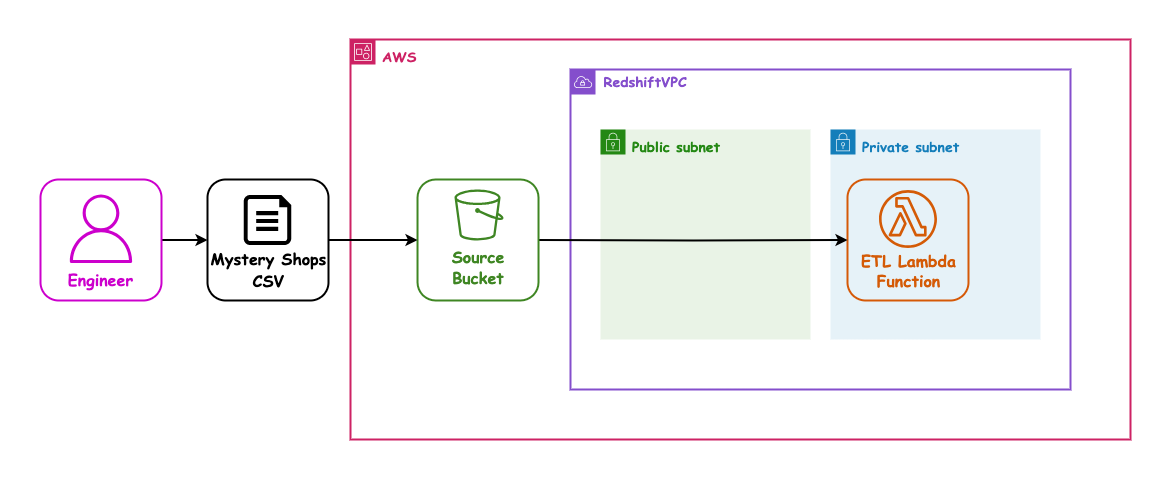 AWS
RedshiftVPC
Public subnet
Private subnet
Engineer
Mystery Shops
CSV
Source
Bucket
ETL Lambda
Function